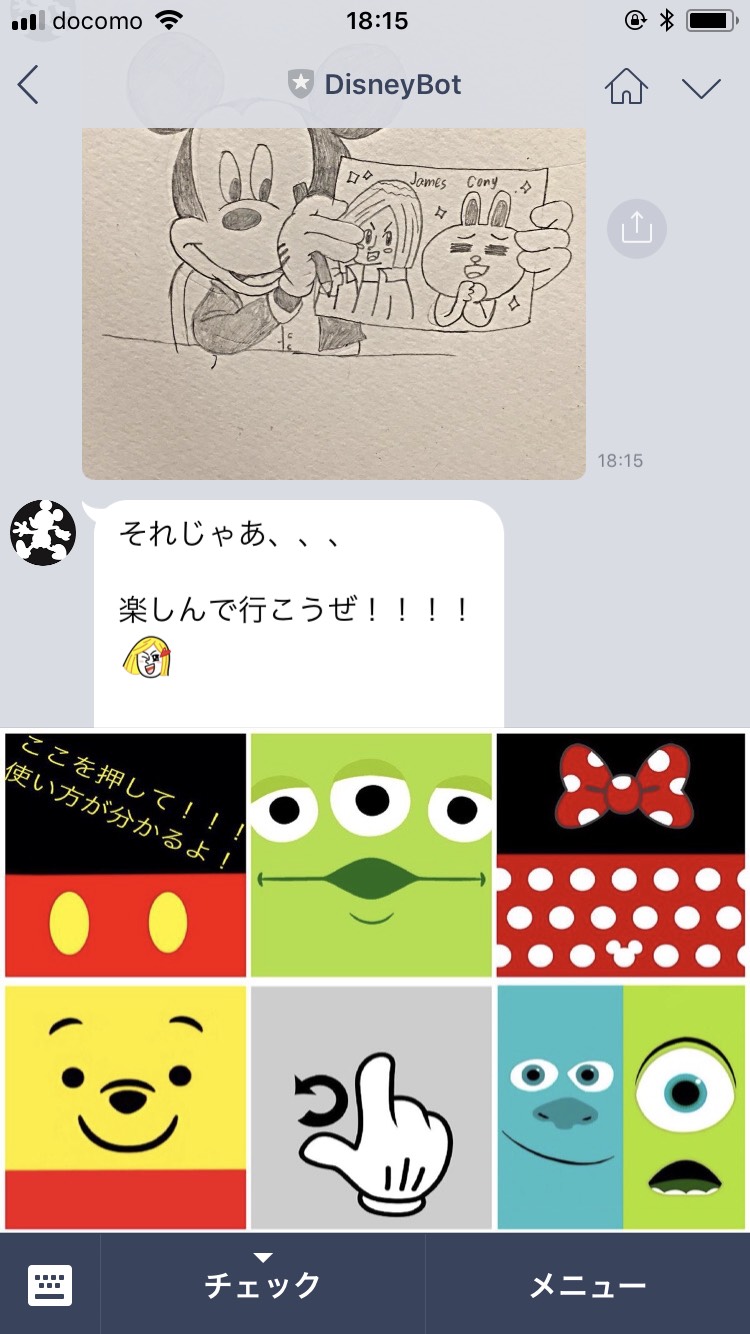 docomo 18:15
DisneyBot
James Cony
18:15
それじゃあ、、、
楽しんで行こうぜ！！！！
ここを押して！！！
使い方が分かるよ！
チェック メニュー